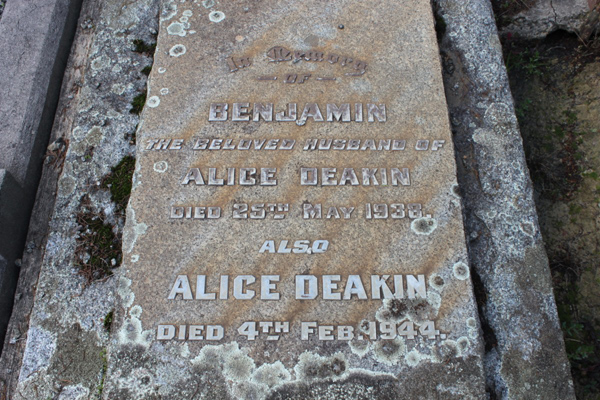 In Memory
OF
BENJAMIN
THE BELOVED HUSBAND OF
ALICE DEAKIN
DIED 25TH MAY 1938.
ALSO
ALICE DEAKIN
DIED 4TH FEB. 1944.